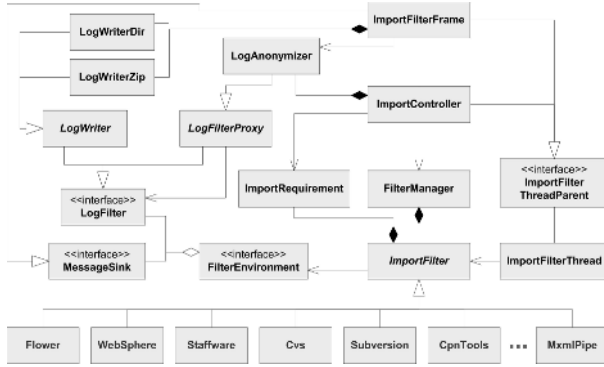 ImportFilterFrame
LogWriterDir
LogAnonymizer
LogWriterZip
ImportController
LogWriter
LogFilterProxy
<<interface>>
ImportFilter
ThreadParent
ImportRequirement
FilterManager
<<interface>>
LogFilter
<<interface>>
MessageSink
<<interface>>
FilterEnvironment
ImportFilter
ImportFilterThread
Flower
WebSphere
Staffware
Cvs
Subversion
CpnTools
...
MxmlPipe